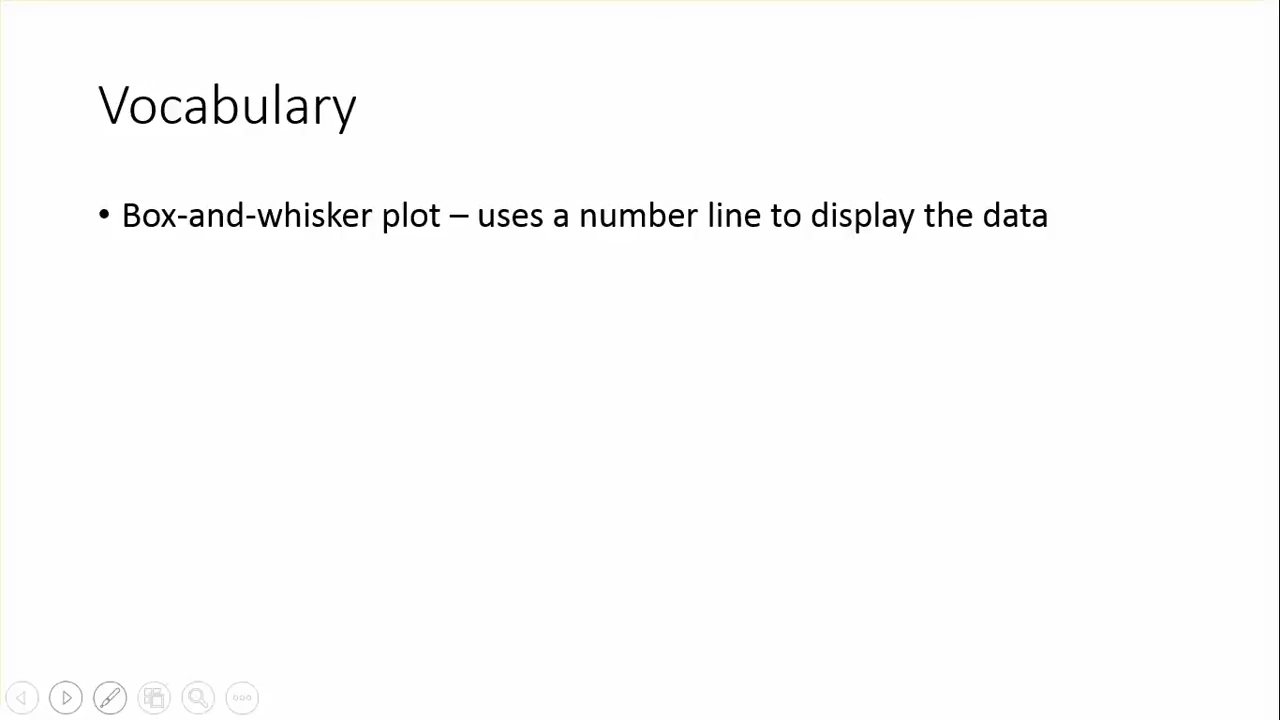 Vocabulary
• Box-and-whisker plot – uses a number line to display the data